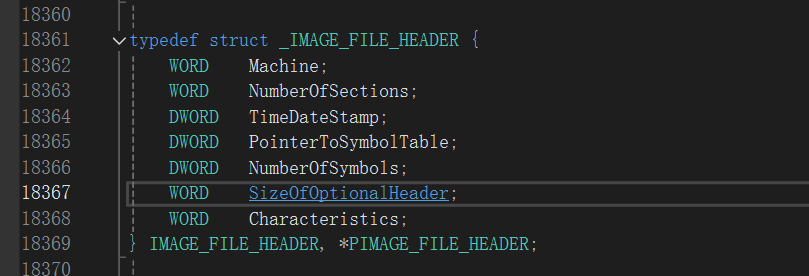 18360
18361 typedef struct _IMAGE_FILE_HEADER {
18362 WORD Machine;
18363 WORD NumberOfSections;
18364 DWORD TimeDateStamp;
18365 DWORD PointerToSymbolTable;
18366 DWORD NumberOfSymbols;
18367 WORD SizeOfOptionalHeader;
18368 WORD Characteristics;
18369 } IMAGE_FILE_HEADER, *PIMAGE_FILE_HEADER;
18370